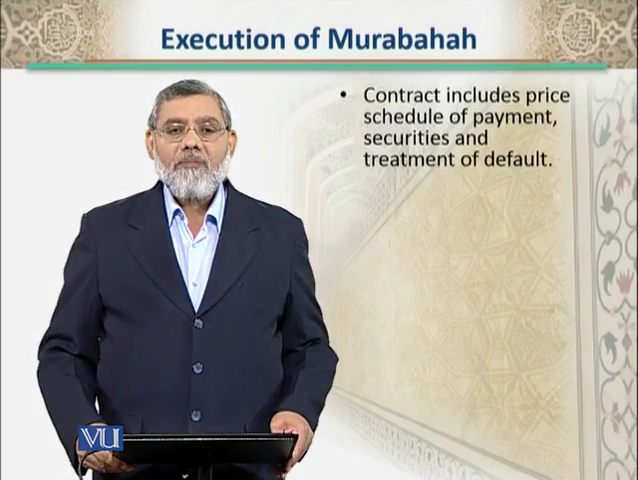 Execution of Murabahah
• Contract includes price
schedule of payment,
securities and
treatment of default.
VU